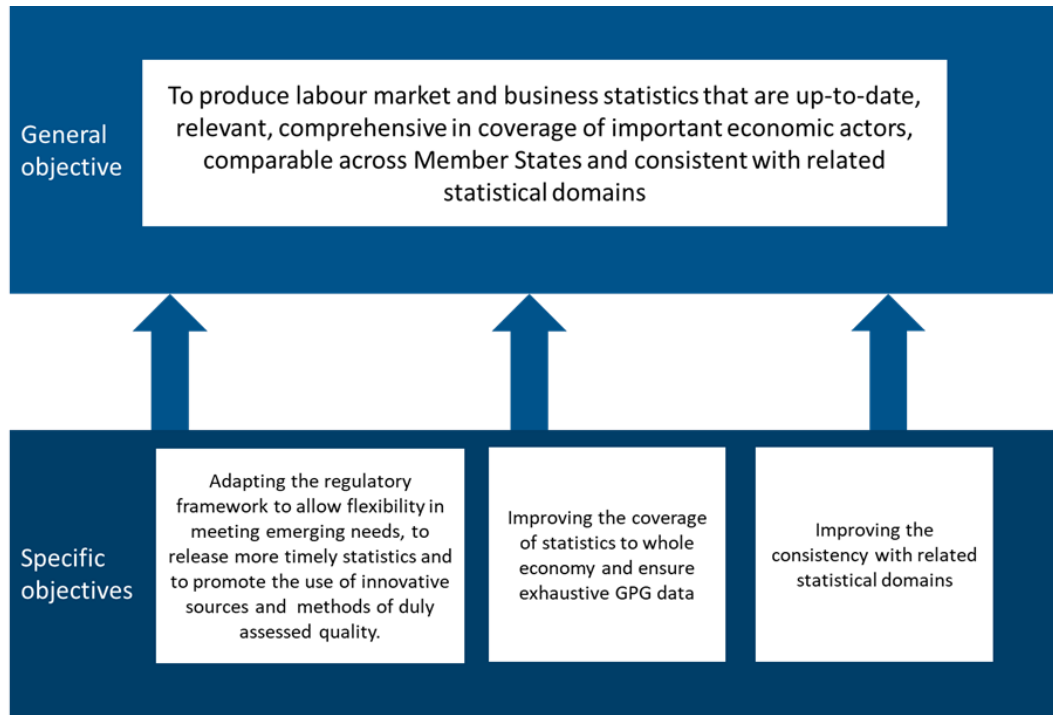 General
objective
To produce labour market and business statistics that are up-to-date,
relevant, comprehensive in coverage of important economic actors,
comparable across Member States and consistent with related
statistical domains
Specific
objectives
Adapting the regulatory
framework to allow flexibility in
meeting emerging needs, to
release more timely statistics and
to promote the use of innovative
sources and methods of duly
assessed quality.
Improving the coverage
of statistics to whole
economy and ensure
exhaustive GPG data
Improving the
consistency with related
statistical domains